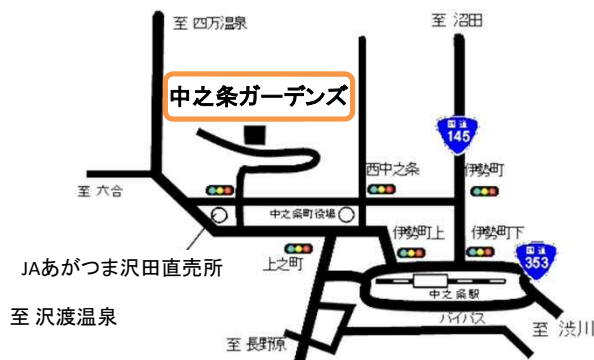 至 四万温泉
至 沼田
中之条ガーデンズ
国道
145
西中之条
伊勢町
至 六合
中之条町役場
伊勢町上
伊勢町下
上之町
国道
353
JAあがつま沢田直売所
中之条駅
至 沢渡温泉
バイパス
至 渋川
至 長野原